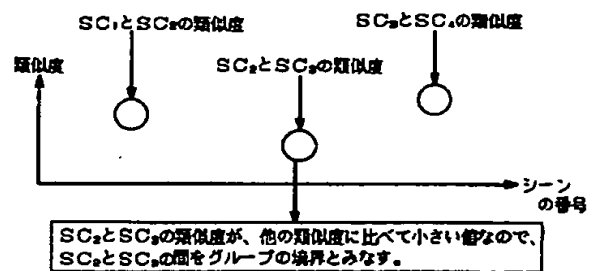 SC₁とSC₂の類似度
SC₃とSC₄の類似度
類似度
SC₂とSC₃の類似度
シーン
の番号
SC₂とSC₃の類似度が、他の類似度に比べて小さい値なので、
SC₂とSC₃の間をグループの境界とみなす。